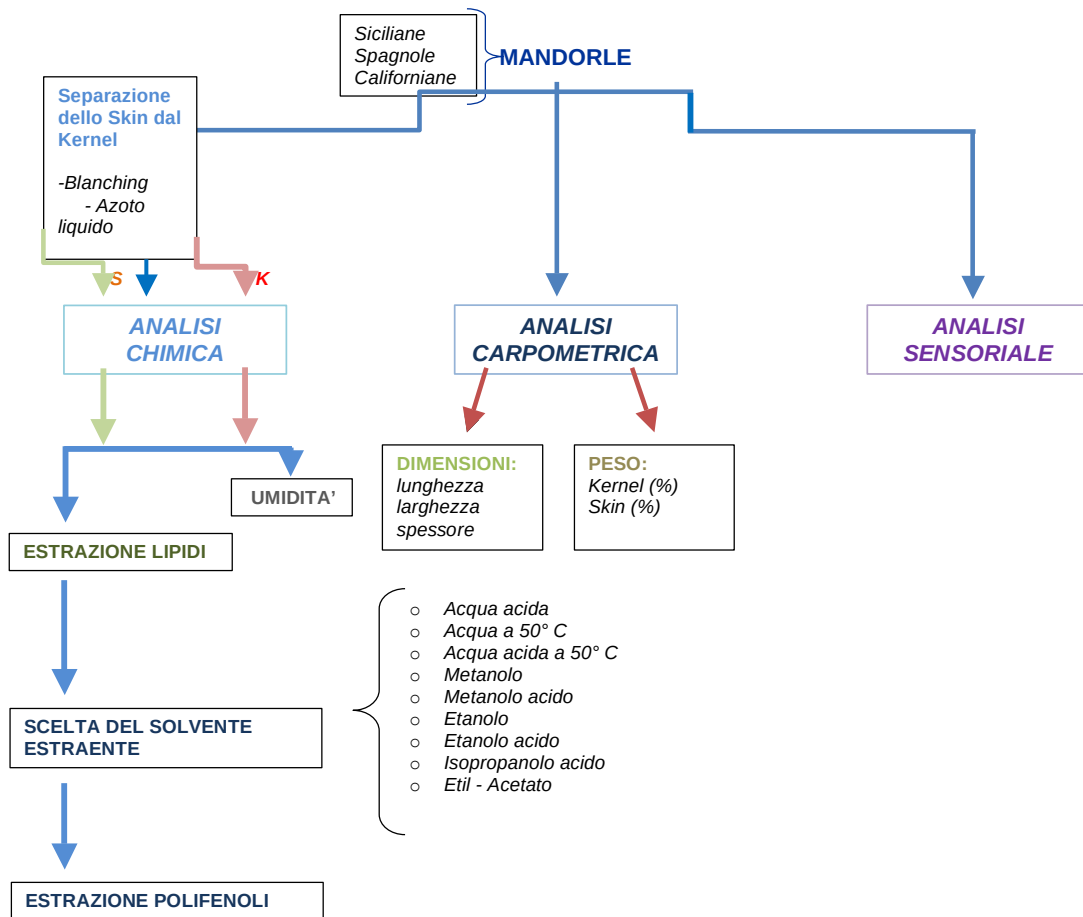 Siciliane
Spagnole
Californiane
MANDORLE
Separazione
dello Skin dal
Kernel
-Blanching
- Azoto
liquido
S
K
ANALISI
CHIMICA
ANALISI
CARPOMETRICA
ANALISI
SENSORIALE
DIMENSIONI:
lunghezza
larghezza
spessore
PESO:
Kernel (%)
Skin (%)
UMIDITA’
ESTRAZIONE LIPIDI
o Acqua acida
o Acqua a 50° C
o Acqua acida a 50° C
o Metanolo
o Metanolo acido
o Etanolo
o Etanolo acido
o Isopropanolo acido
o Etil - Acetato
SCELTA DEL SOLVENTE
ESTRAENTE
ESTRAZIONE POLIFENOLI